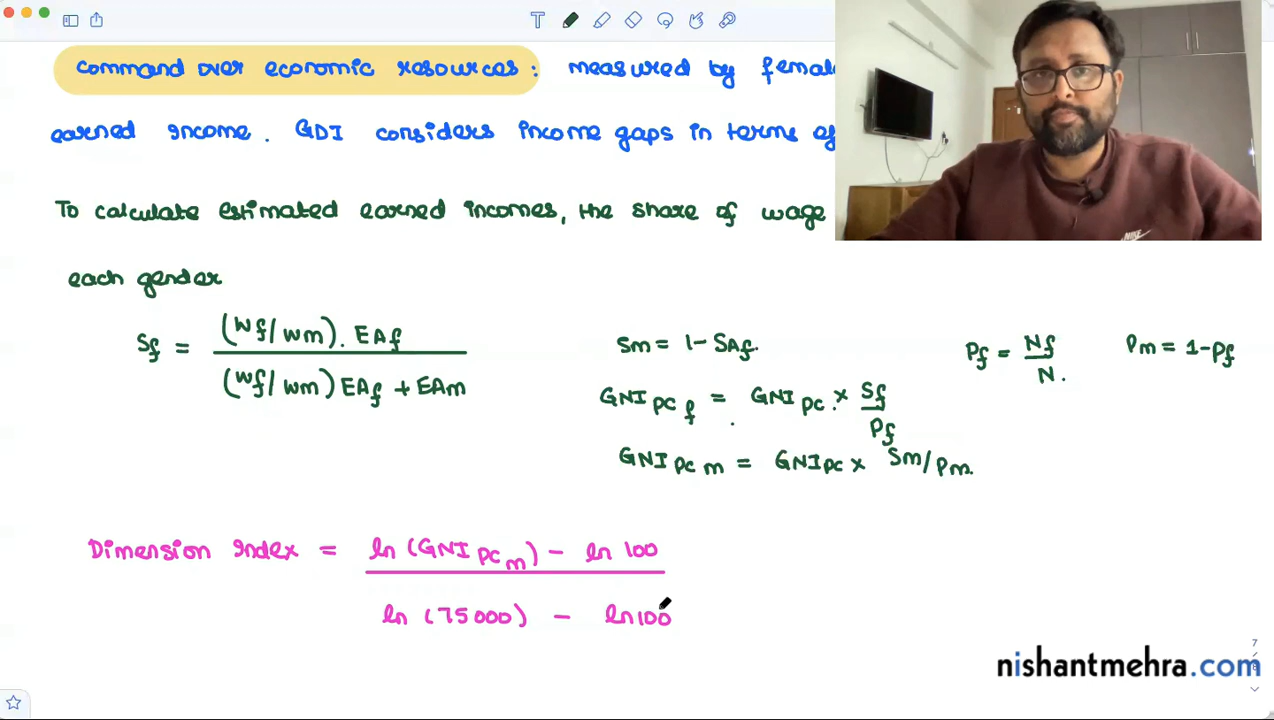 command over economic resources: measured by
earned income. GDI considers income gaps in terms of
To calculate estimated earned incomes, the share of wage
each gender
Sf = (Wf/Wm). EAf / (Wf/Wm) EAf + EAm
Sm = 1- SAf.
Pf = Nf / N.
Pm = 1-Pf
GNI PC f = GNI PC. × Sf / Pf
GNI PC m = GNI PC × Sm/Pm.
Dimension Index = ln (GNI PC m) - ln 100 / ln (75000) - ln 100
NIKE
7
nishantmehra.com